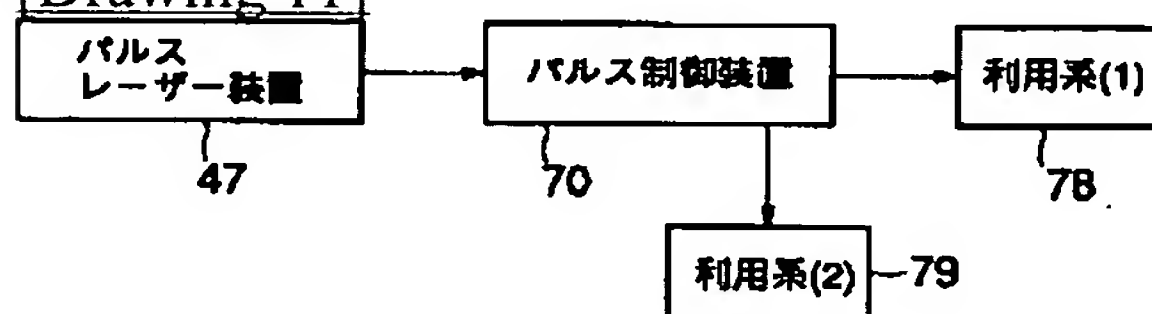 Drawing 11
パルス
レーザー装置
パルス制御装置
利用系(1)
47
70
78
利用系(2)
79